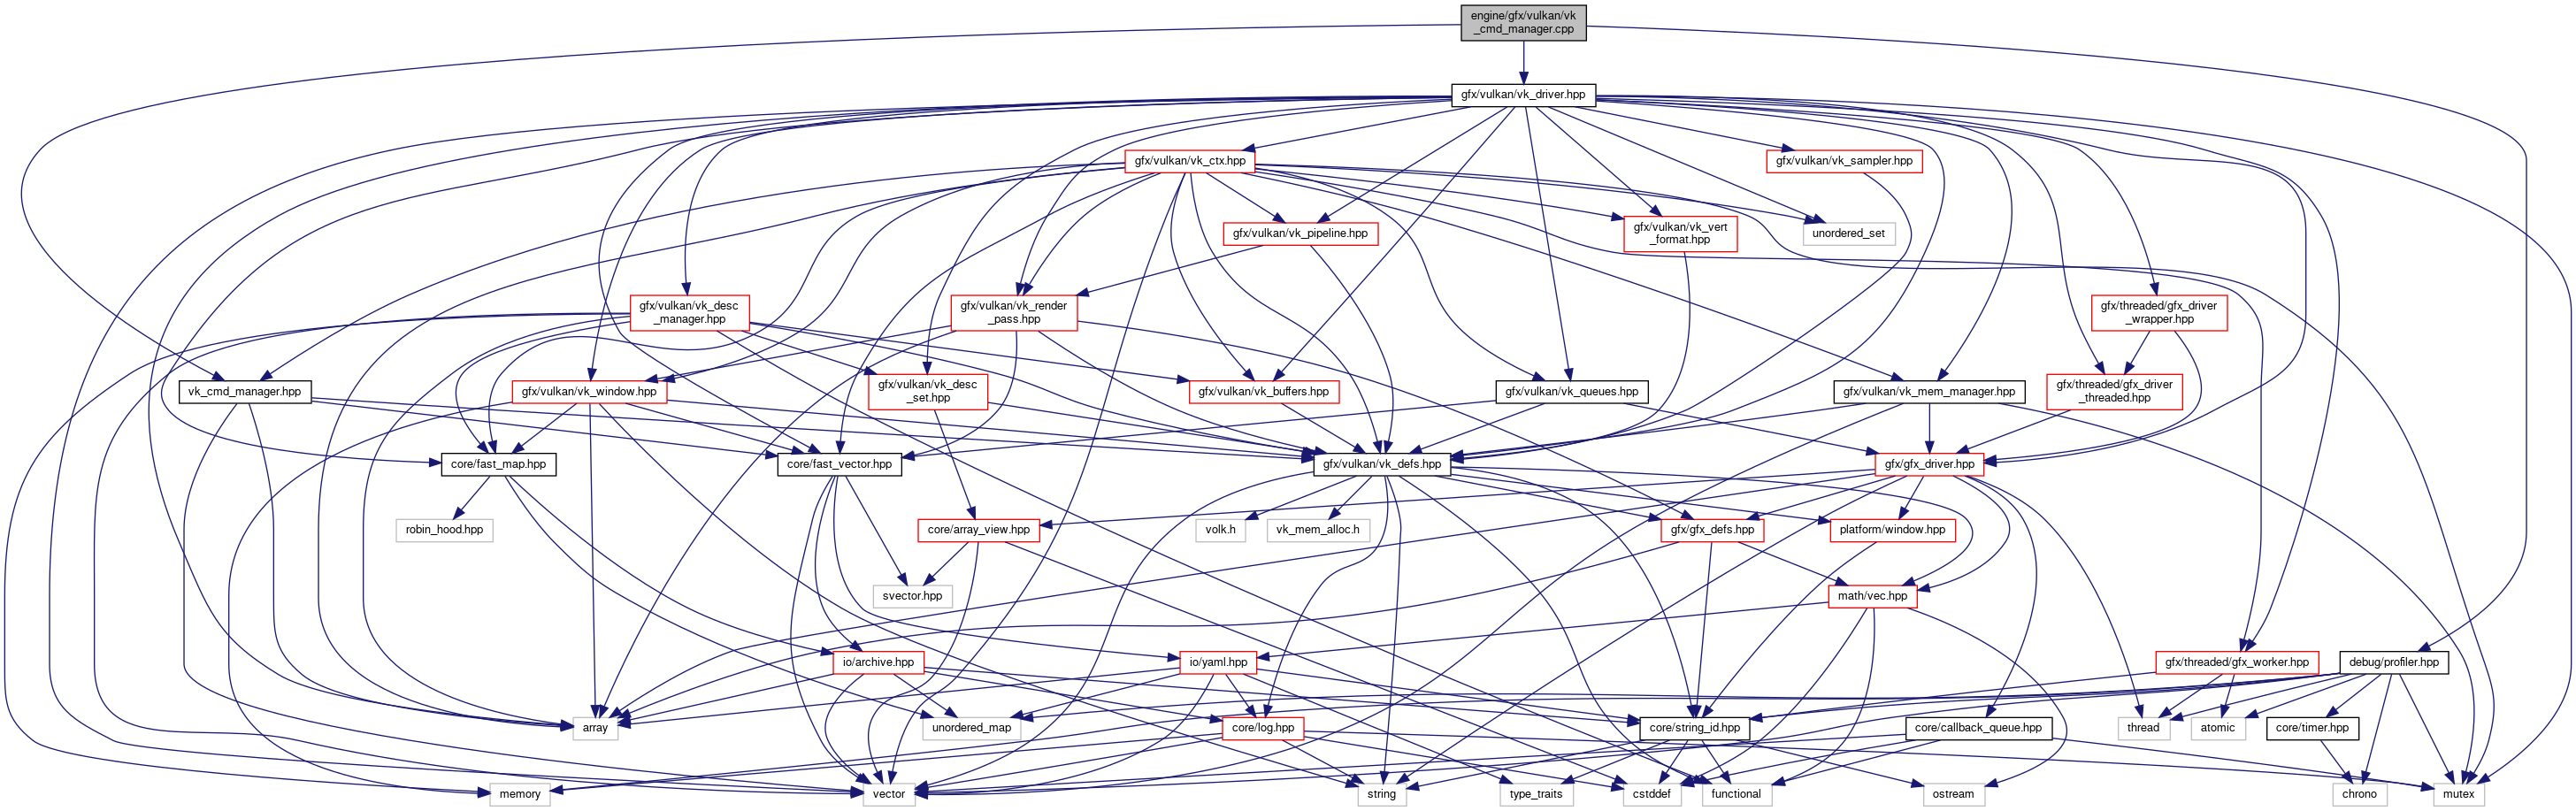 engine/gfx/vulkan/vk
_cmd_manager.cpp
gfx/vulkan/vk_driver.hpp
gfx/vulkan/vk_ctx.hpp
gfx/vulkan/vk_sampler.hpp
gfx/vulkan/vk_pipeline.hpp
gfx/vulkan/vk_vert
_format.hpp
unordered_set
gfx/vulkan/vk_desc
_manager.hpp
gfx/vulkan/vk_render
_pass.hpp
gfx/threaded/gfx_driver
_wrapper.hpp
vk_cmd_manager.hpp
gfx/vulkan/vk_window.hpp
gfx/vulkan/vk_desc
_set.hpp
gfx/vulkan/vk_buffers.hpp
gfx/vulkan/vk_queues.hpp
gfx/vulkan/vk_mem_manager.hpp
gfx/threaded/gfx_driver
_threaded.hpp
core/fast_map.hpp
core/fast_vector.hpp
gfx/vulkan/vk_defs.hpp
gfx/gfx_driver.hpp
robin_hood.hpp
core/array_view.hpp
volk.h
vk_mem_alloc.h
gfx/gfx_defs.hpp
platform/window.hpp
svector.hpp
math/vec.hpp
io/archive.hpp
io/yaml.hpp
gfx/threaded/gfx_worker.hpp
debug/profiler.hpp
array
unordered_map
core/log.hpp
core/string_id.hpp
core/callback_queue.hpp
thread
atomic
core/timer.hpp
memory
vector
string
type_traits
cstddef
functional
ostream
chrono
mutex